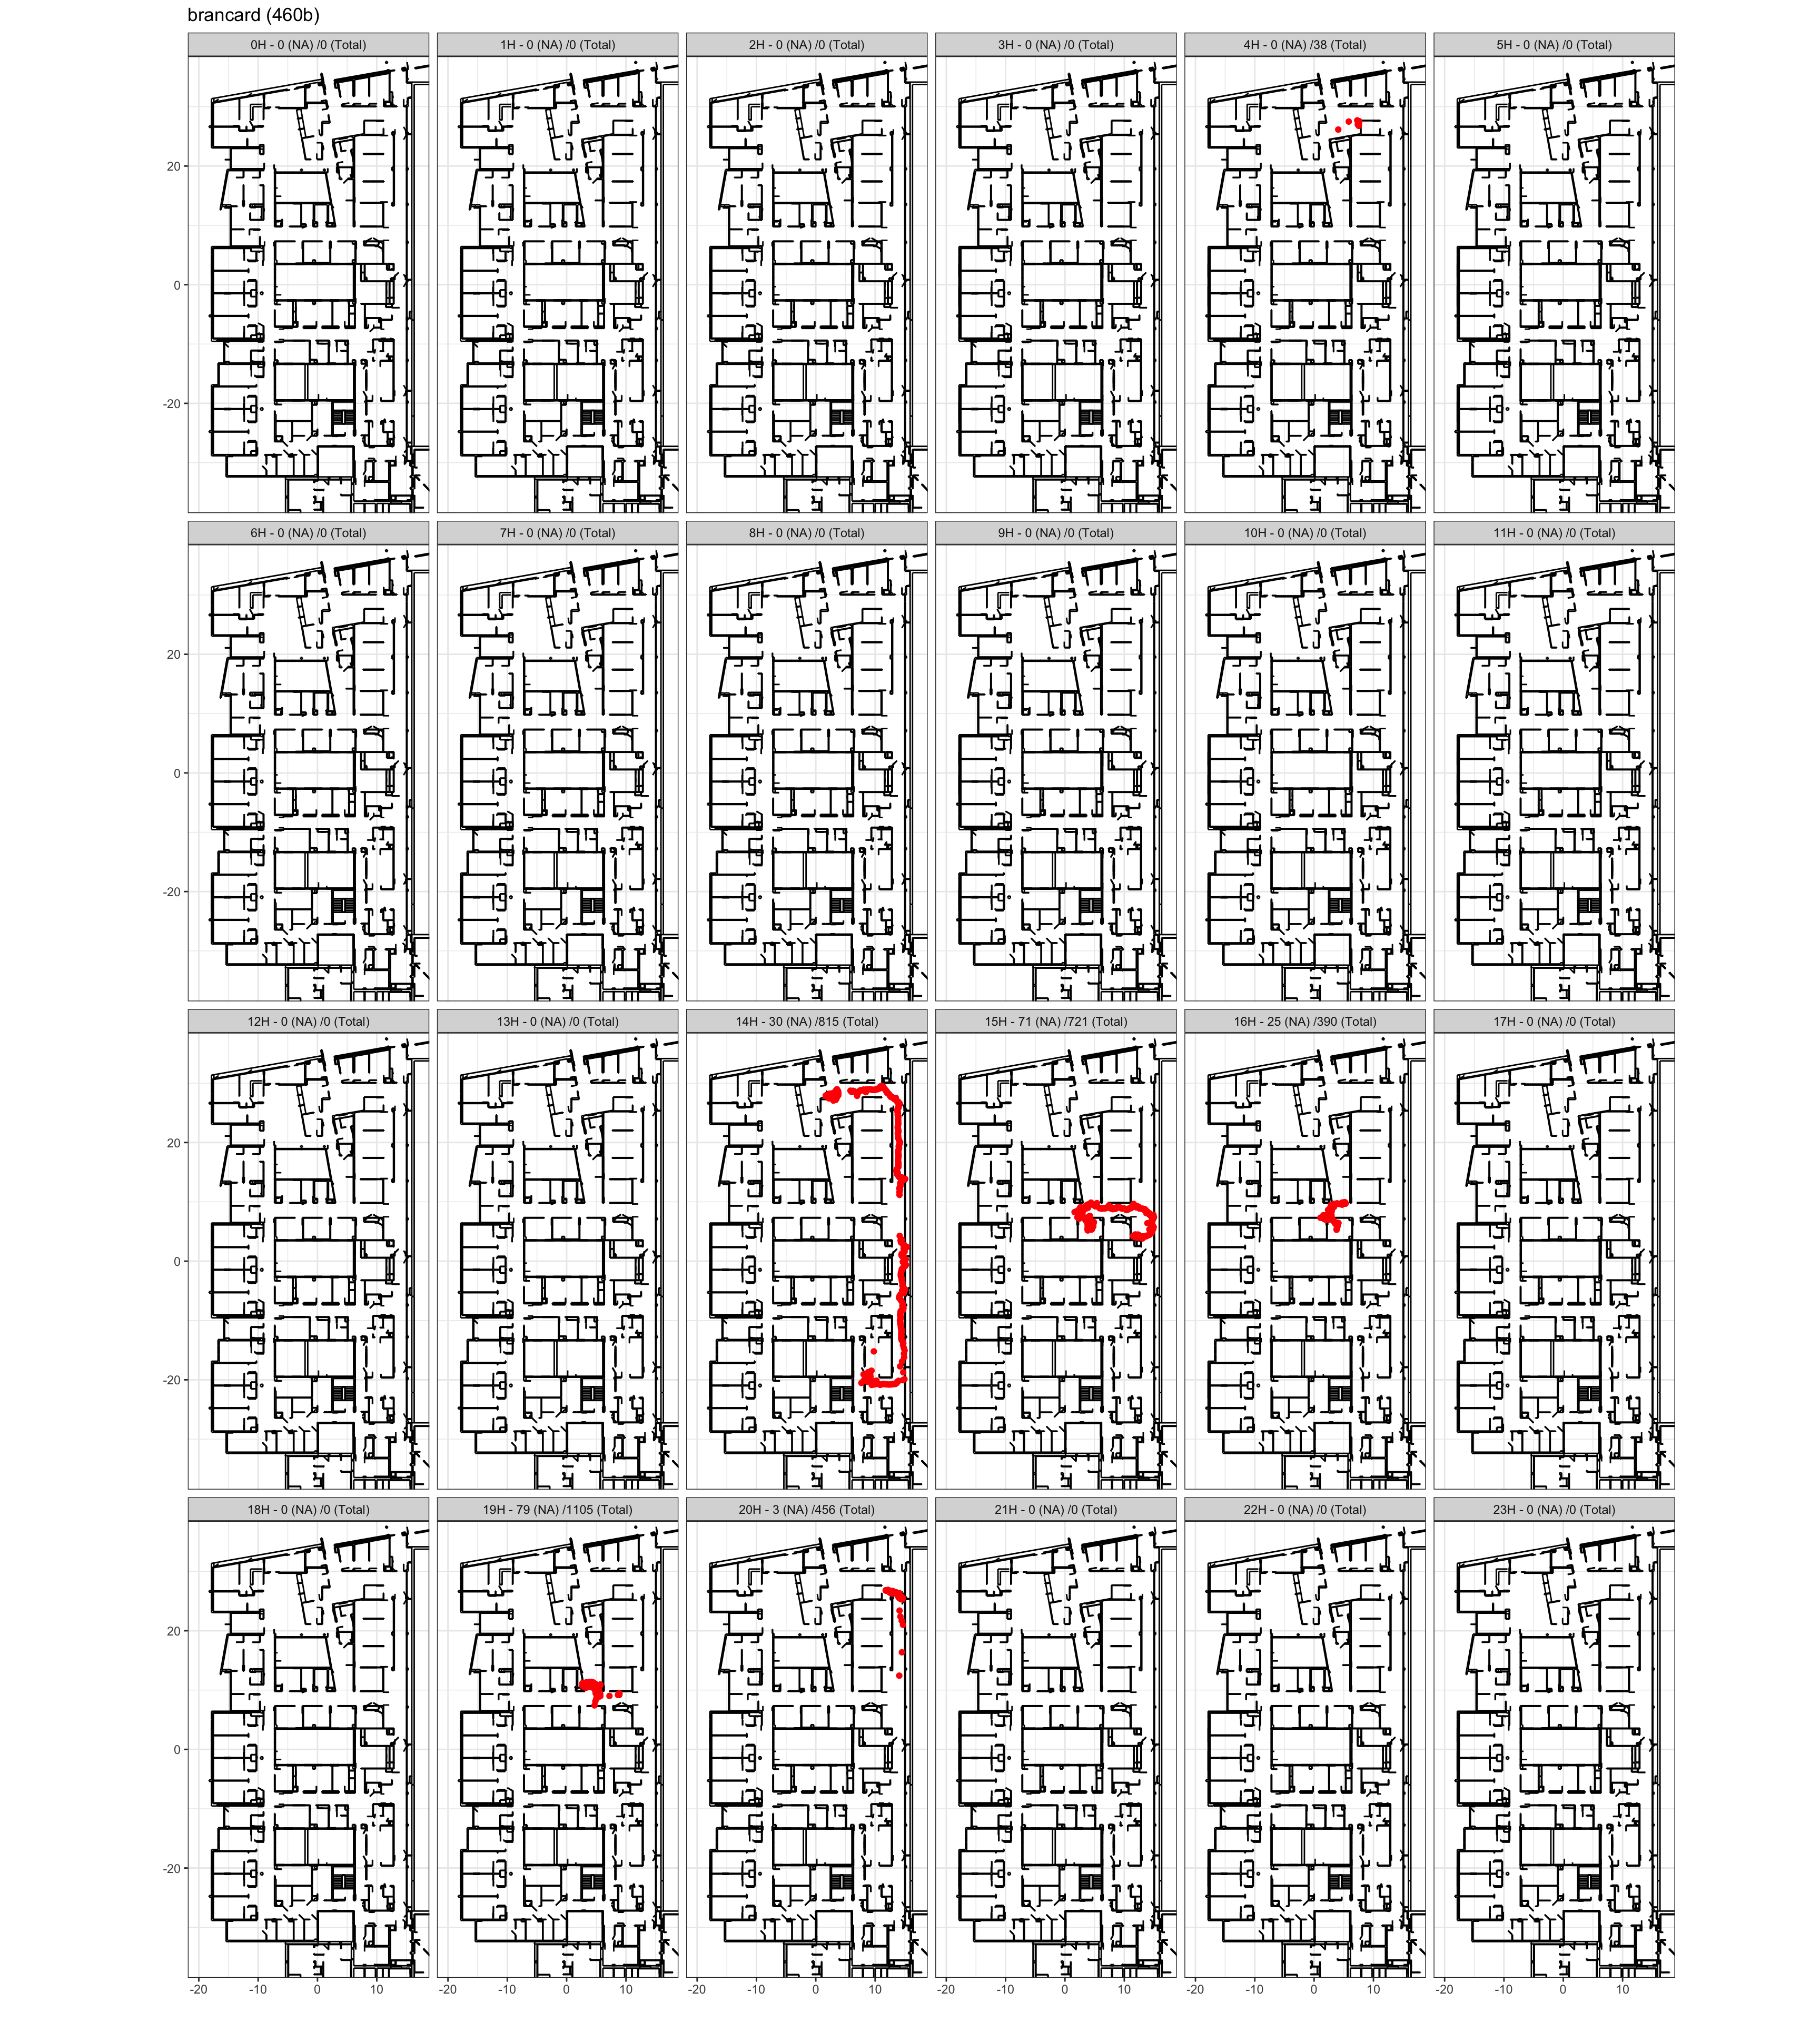 brancard (460b)
0H - 0 (NA) /0 (Total) 1H - 0 (NA) /0 (Total) 2H - 0 (NA) /0 (Total) 3H - 0 (NA) /0 (Total) 4H - 0 (NA) /38 (Total) 5H - 0 (NA) /0 (Total)
20
0
-20
6H - 0 (NA) /0 (Total) 7H - 0 (NA) /0 (Total) 8H - 0 (NA) /0 (Total) 9H - 0 (NA) /0 (Total) 10H - 0 (NA) /0 (Total) 11H - 0 (NA) /0 (Total)
20
0
-20
12H - 0 (NA) /0 (Total) 13H - 0 (NA) /0 (Total) 14H - 30 (NA) /815 (Total) 15H - 71 (NA) /721 (Total) 16H - 25 (NA) /390 (Total) 17H - 0 (NA) /0 (Total)
20
0
-20
18H - 0 (NA) /0 (Total) 19H - 79 (NA) /1105 (Total) 20H - 3 (NA) /456 (Total) 21H - 0 (NA) /0 (Total) 22H - 0 (NA) /0 (Total) 23H - 0 (NA) /0 (Total)
20
0
-20
-20 -10 0 10 -20 -10 0 10 -20 -10 0 10 -20 -10 0 10 -20 -10 0 10 -20 -10 0 10